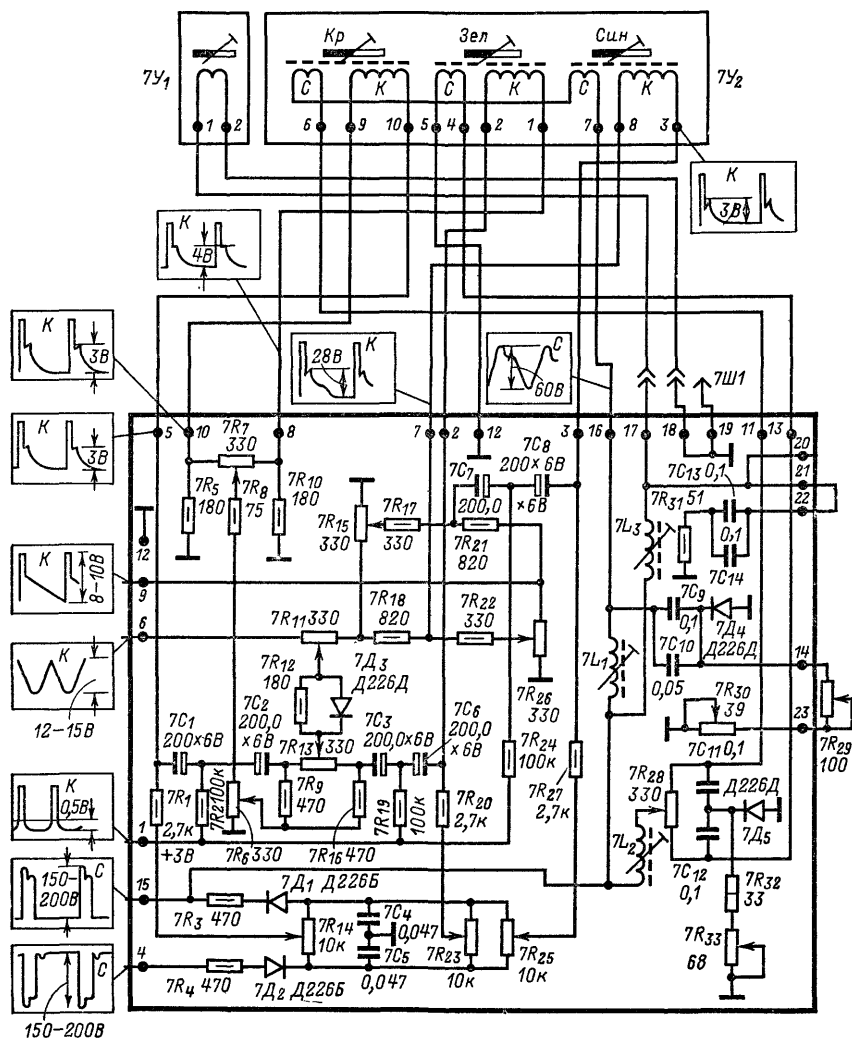 Кр Зел Син
7У1
С К С К С К
7У2
1 2 6 9 10 5 4 2 1 7 8 3
К
3В
К
4В
К
3В
К
28В
С
60В
7Ш1
К
3В
5 10 7R7 330 8 7 2 12 3 16 17 18 19 11 13 20
21
22
7R5 180
7R8 75
7R10 180
7R15 330
7R17 330
7C7 200,0
7C8 200×6В
×6В
7R21 820
7C13 0,1
7R31 51
0,1
7C14
7L3
12
К
8–10В
9
6
7R11 330
7R18 820
7R22 330
7C9 0,1
7Д4 Д226Д
7C10 0,05
14
7L1
К
12–15В
7R12 180
7Д3 Д226Д
7R26 330
7R30 39
23
7R29 100
7C1 200×6В
7C2 200,0 ×6В
7R13 330
7C3 200,0×6В
7C6 200,0 ×6В
7R24 100к
7C11 0,1
7R28 330
Д226Д
7Д5
К
0,5В
1
7R1 2,7к
+3В
7R2 100к
7R6 330
7R9 470
7R16 470
7R19 100к
7R20 2,7к
7R27 2,7к
7L2
7C12 0,1
7R32 33
С
150–200В
15
7R3 470
7Д1 Д226Б
7R14 10к
7C4 0,047
7C5 0,047
7R23 10к
7R25 10к
7R33 68
С
150–200В
4
7R4 470
7Д2 Д226Б